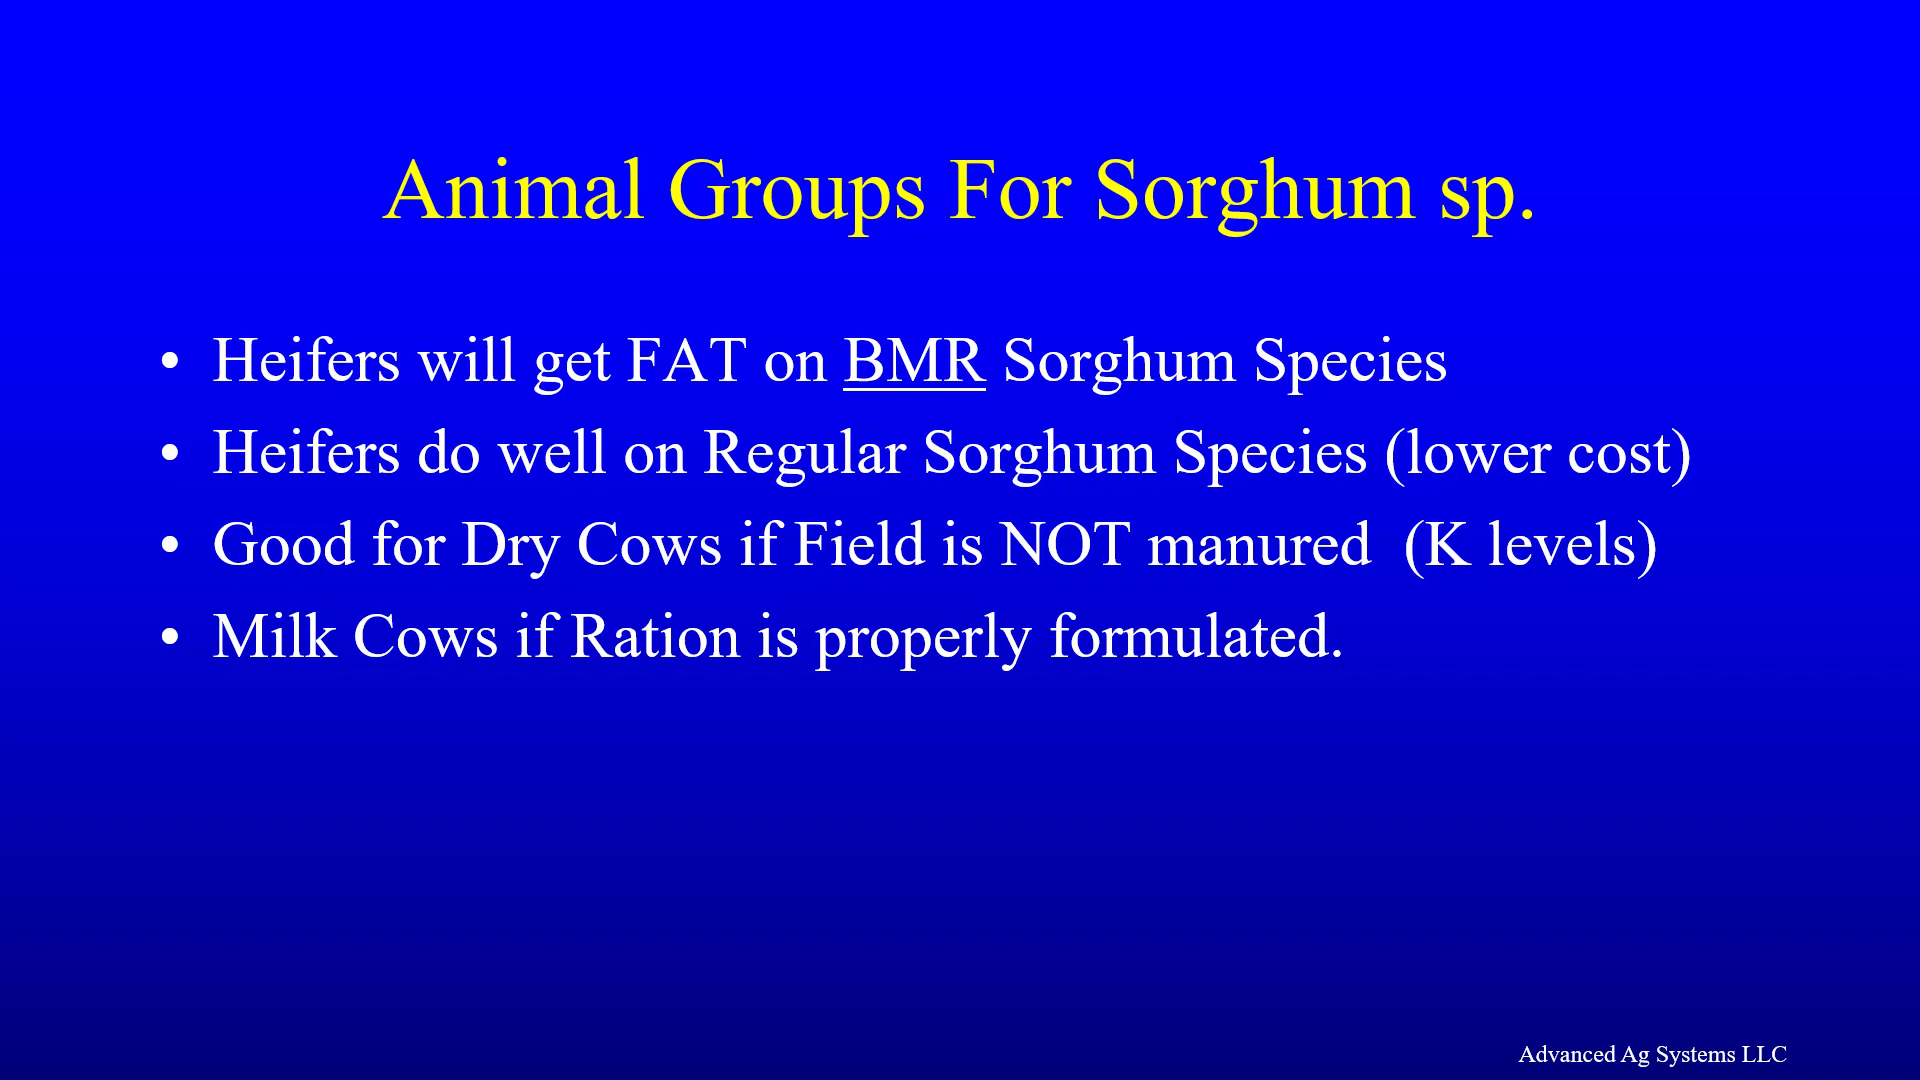 Animal Groups For Sorghum sp.
• Heifers will get FAT on BMR Sorghum Species
• Heifers do well on Regular Sorghum Species (lower cost)
• Good for Dry Cows if Field is NOT manured  (K levels)
• Milk Cows if Ration is properly formulated.
Advanced Ag Systems LLC